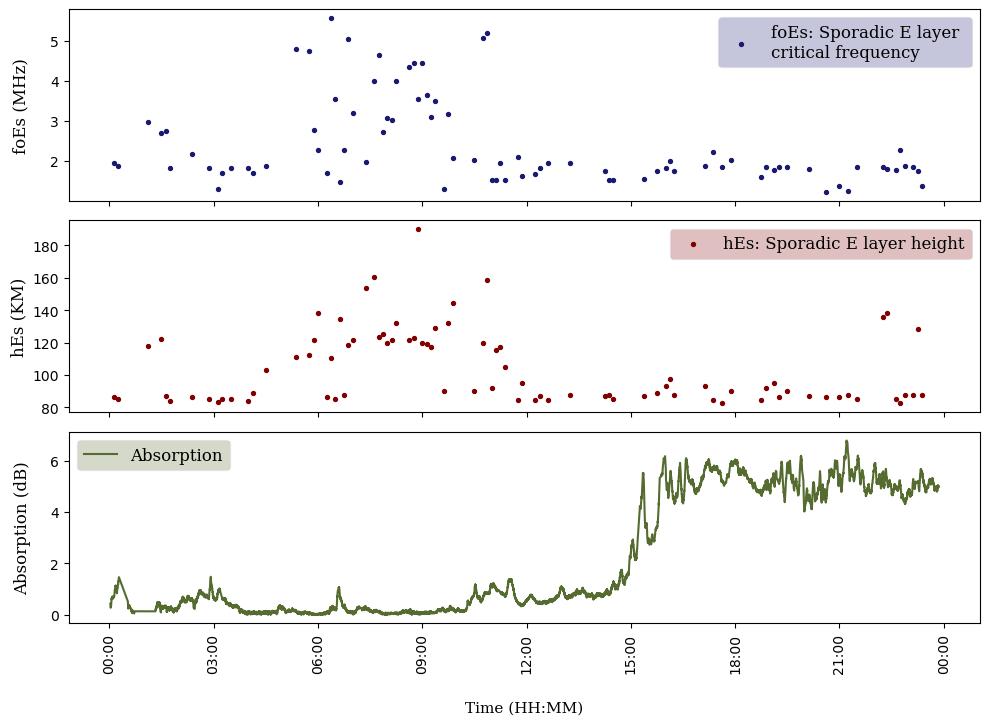 foEs (MHz)
5
4
3
2
foEs: Sporadic E layer
critical frequency
hEs (KM)
180
160
140
120
100
80
hEs: Sporadic E layer height
Absorption (dB)
6
4
2
0
Absorption
00:00
03:00
06:00
09:00
12:00
15:00
18:00
21:00
00:00
Time (HH:MM)